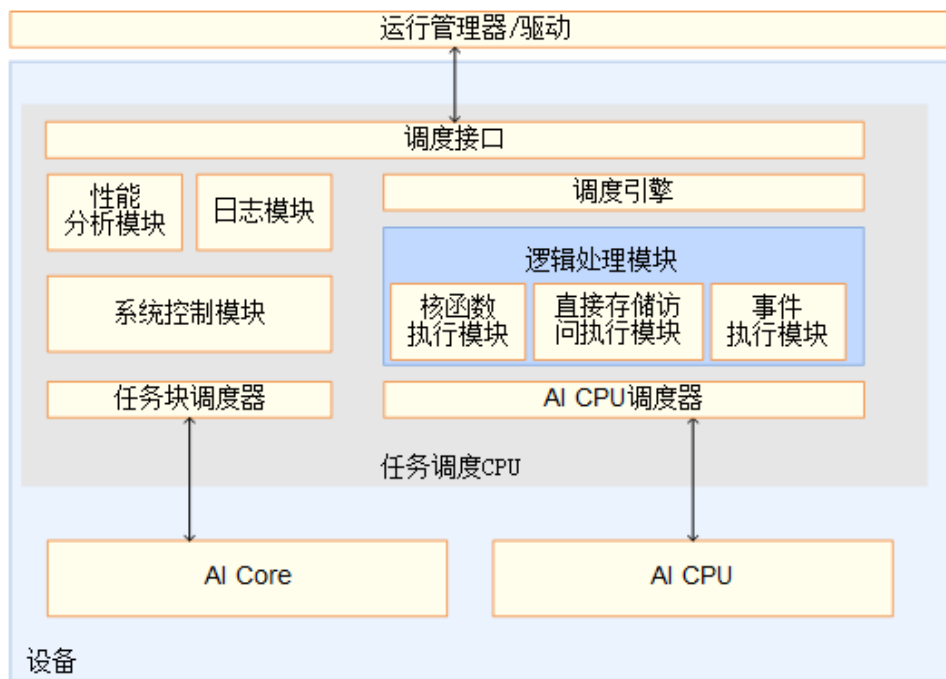 运行管理器/驱动
调度接口
性能
分析模块
日志模块
调度引擎
逻辑处理模块
系统控制模块
核函数
执行模块
直接存储访
问执行模块
事件
执行模块
任务块调度器
AI CPU调度器
任务调度CPU
AI Core
AI CPU
设备